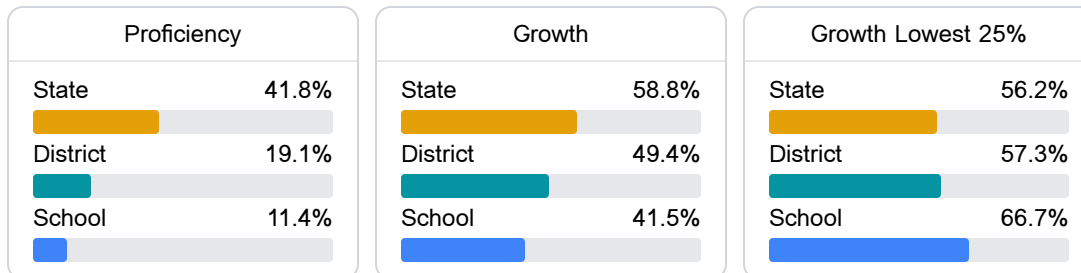 Proficiency
State 41.8%
District 19.1%
School 11.4%
Growth
State 58.8%
District 49.4%
School 41.5%
Growth Lowest 25%
State 56.2%
District 57.3%
School 66.7%